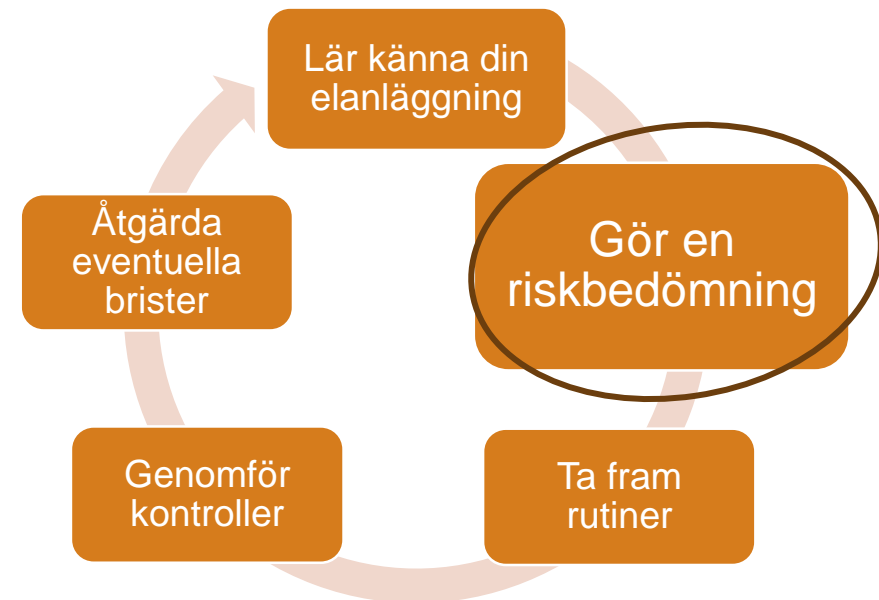 Lär känna din
elanläggning
Gör en
riskbedömning
Ta fram
rutiner
Genomför
kontroller
Åtgärda
eventuella
brister